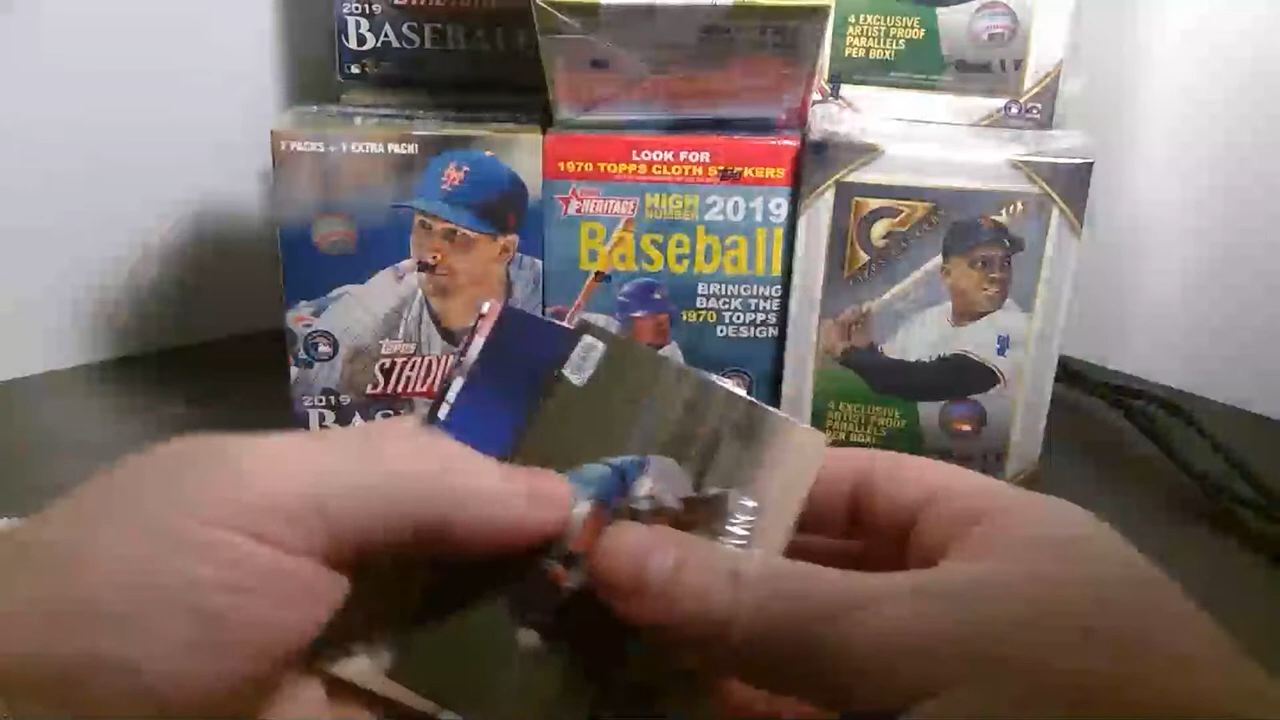 2019
BASEBALL
4 EXCLUSIVE
ARTIST PROOF
PARALLELS
PER BOX!
7 PACKS + 1 EXTRA PACK!
TOPPS
STADI
2019
BAS
LOOK FOR
1970 TOPPS CLOTH STICKERS
HERITAGE
HIGH
NUMBER
2019
Baseball
BRINGING
BACK THE
1970 TOPPS
DESIGN
G
4 EXCLUSIVE
ARTIST PROOF
PARALLELS
PER BOX!